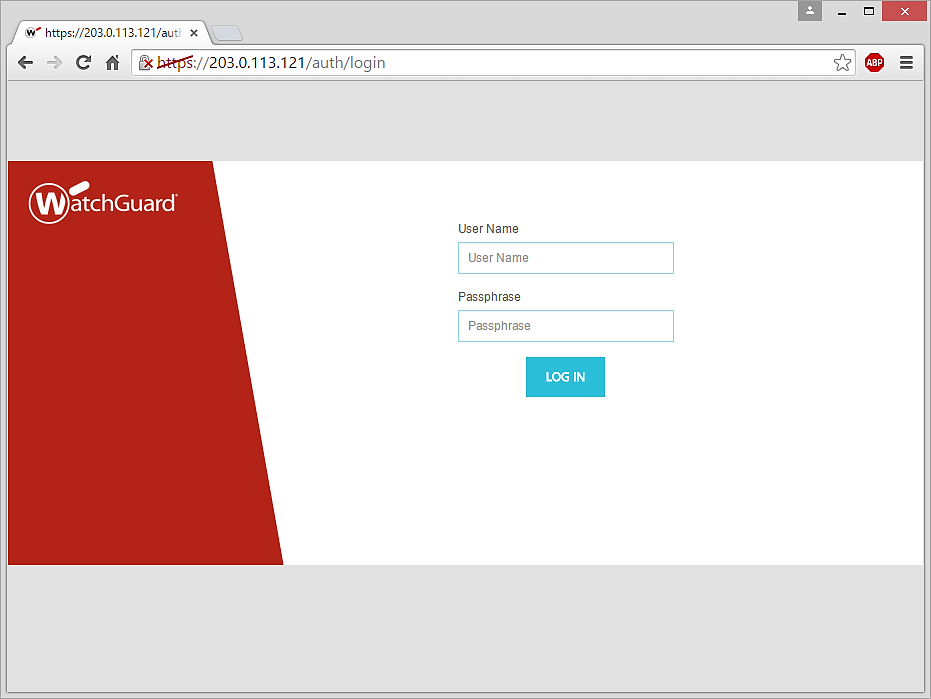 https://203.0.113.121/auth
https://203.0.113.121/auth/login
ABP
WatchGuard
User Name
User Name
Passphrase
Passphrase
LOG IN